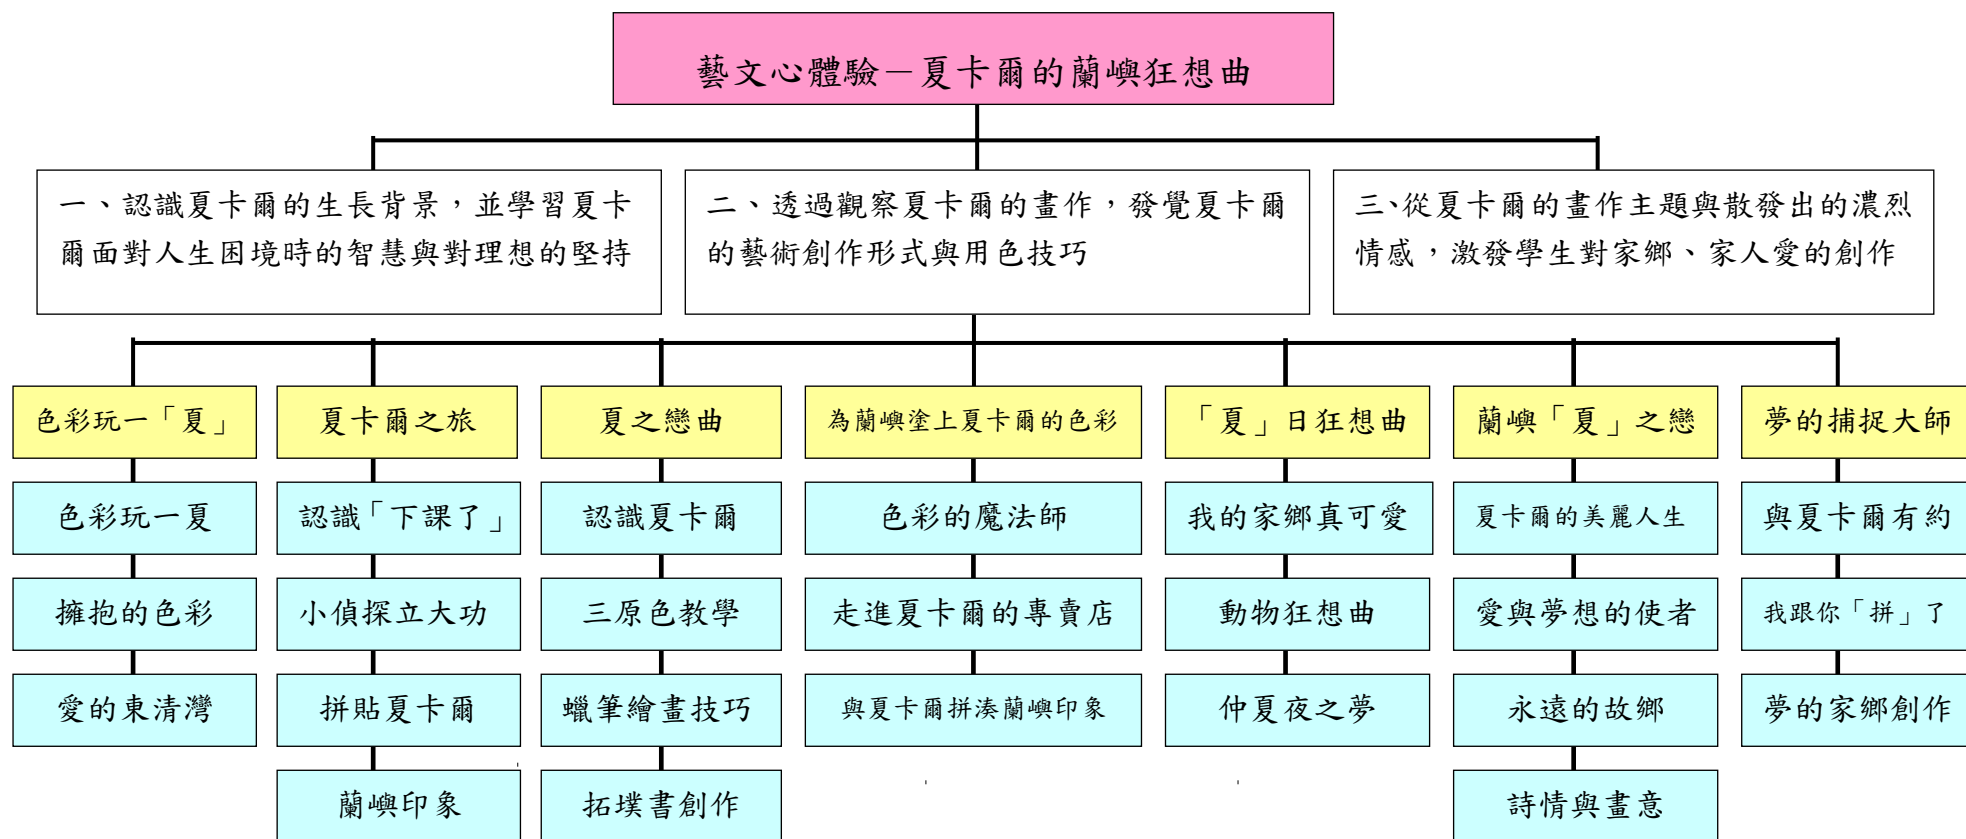 藝文心體驗－夏卡爾的蘭嶼狂想曲
一、認識夏卡爾的生長背景，並學習夏卡
爾面對人生困境時的智慧與對理想的堅持
二、透過觀察夏卡爾的畫作，發覺夏卡爾
的藝術創作形式與用色技巧
三、從夏卡爾的畫作主題與散發出的濃烈
情感，激發學生對家鄉、家人愛的創作
色彩玩一「夏」
夏卡爾之旅
夏之戀曲
為蘭嶼塗上夏卡爾的色彩
「夏」日狂想曲
蘭嶼「夏」之戀
夢的捕捉大師
色彩玩一夏
認識「下課了」
認識夏卡爾
色彩的魔法師
我的家鄉真可愛
夏卡爾的美麗人生
與夏卡爾有約
擁抱的色彩
小偵探立大功
三原色教學
走進夏卡爾的專賣店
動物狂想曲
愛與夢想的使者
我跟你「拼」了
愛的東清灣
拼貼夏卡爾
蠟筆繪畫技巧
與夏卡爾拼湊蘭嶼印象
仲夏夜之夢
永遠的故鄉
夢的家鄉創作
蘭嶼印象
拓墣書創作
詩情與畫意